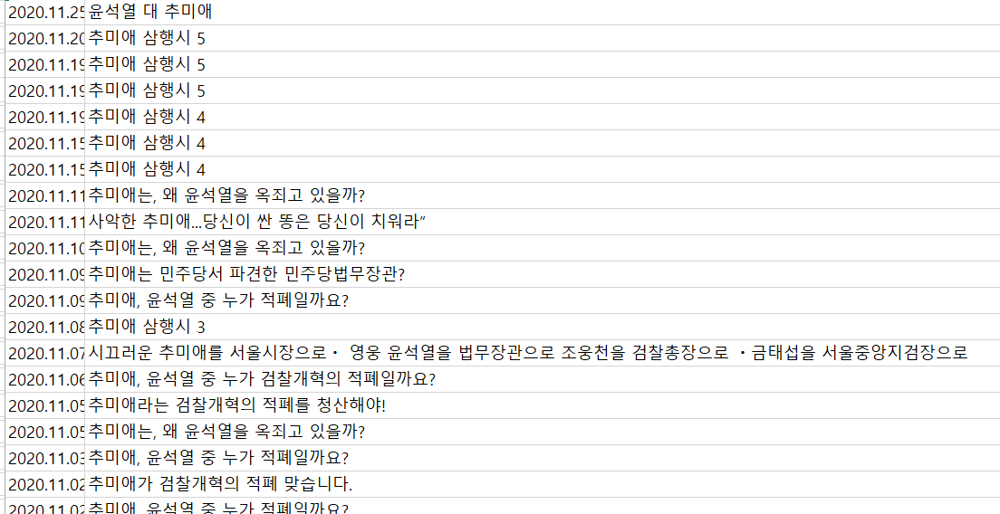 2020.11.25 윤석열 대 추미애
2020.11.20 추미애 삼행시 5
2020.11.19 추미애 삼행시 5
2020.11.19 추미애 삼행시 5
2020.11.19 추미애 삼행시 4
2020.11.15 추미애 삼행시 4
2020.11.15 추미애 삼행시 4
2020.11.11 추미애는, 왜 윤석열을 옥죄고 있을까?
2020.11.11 사악한 추미애...당신이 싼 똥은 당신이 치워라"
2020.11.10 추미애는, 왜 윤석열을 옥죄고 있을까?
2020.11.09 추미애는 민주당서 파견한 민주당법무장관?
2020.11.09 추미애, 윤석열 중 누가 적폐일까요?
2020.11.08 추미애 삼행시 3
2020.11.07 시끄러운 추미애를 서울시장으로・ 영웅 윤석열을 법무장관으로 조웅천을 검찰총장으로 ・금태섭을 서울중앙지검장으로
2020.11.06 추미애, 윤석열 중 누가 검찰개혁의 적폐일까요?
2020.11.05 추미애라는 검찰개혁의 적폐를 청산해야!
2020.11.05 추미애는, 왜 윤석열을 옥죄고 있을까?
2020.11.03 추미애, 윤석열 중 누가 적폐일까요?
2020.11.02 추미애가 검찰개혁의 적폐 맞습니다.
2020.11.02 추미애, 윤석열 중 누가 적폐일까요?